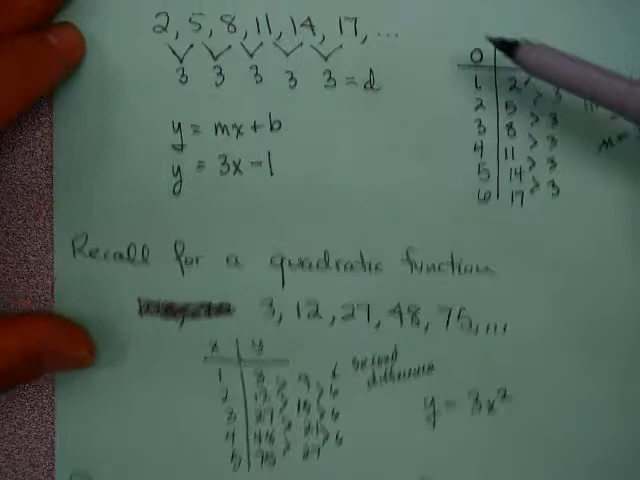 2, 5, 8, 11, 14, 17, ...
3 3 3 3 3 = d
y = mx + b
y = 3x - 1
0
1 2 3
2 5 3
3 8 3
4 11 3
5 14 3
6 17
m =
Recall for a quadratic function
3, 12, 27, 48, 75, ...
x y second
1 3 9 6 difference
2 12 15 6
3 27 21 6
4 48 27
5 75
y = 3x²